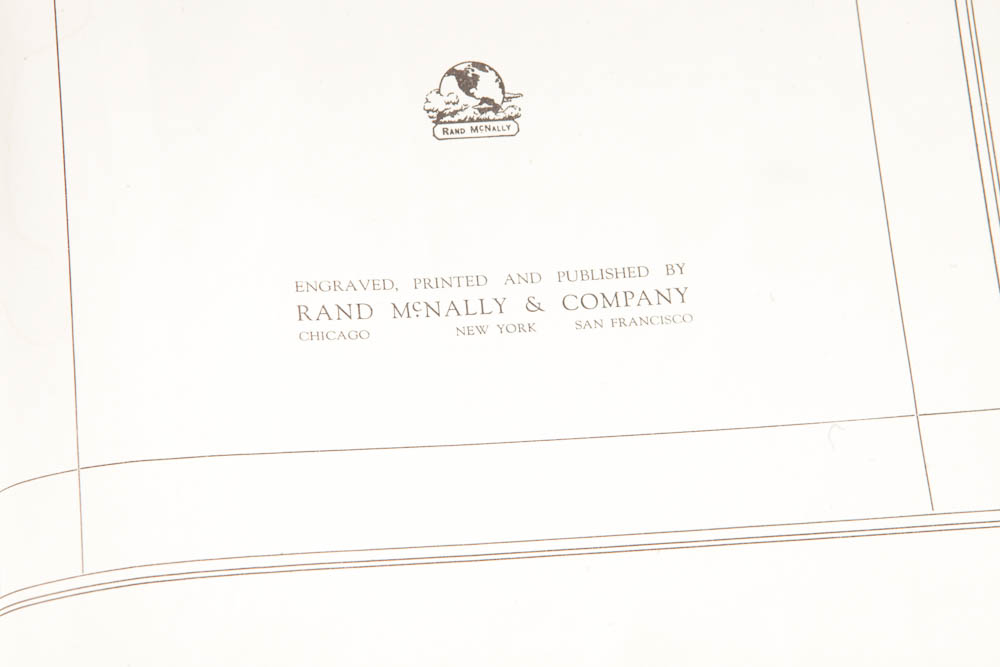 RAND McNALLY
ENGRAVED, PRINTED AND PUBLISHED BY
RAND McNALLY & COMPANY
CHICAGO NEW YORK SAN FRANCISCO